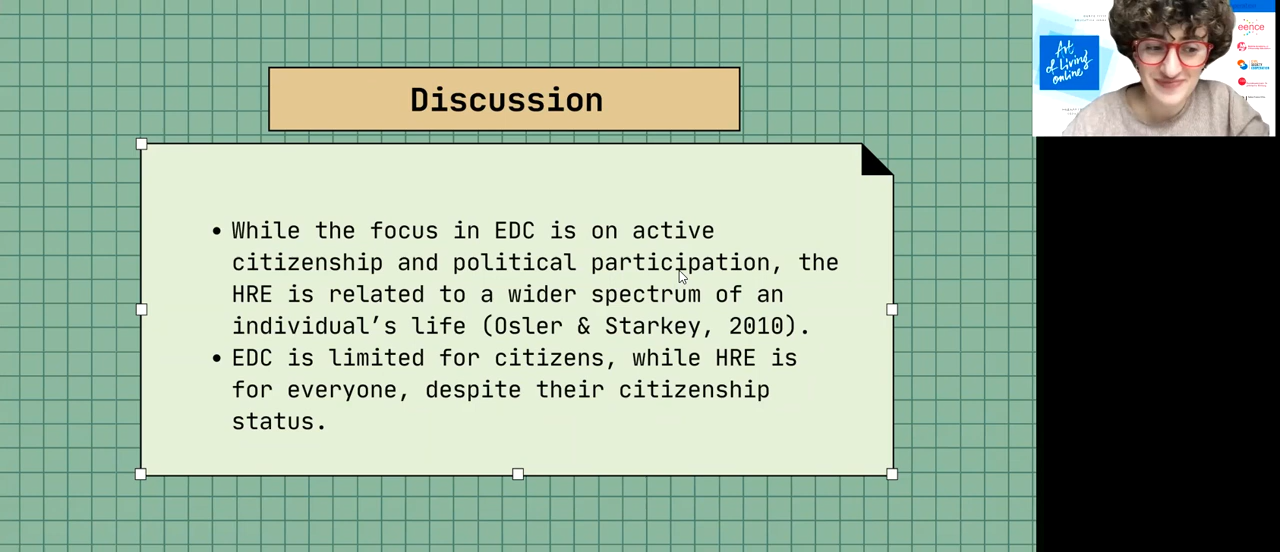 Discussion
• While the focus in EDC is on active
citizenship and political participation, the
HRE is related to a wider spectrum of an
individual’s life (Osler & Starkey, 2010).
• EDC is limited for citizens, while HRE is
for everyone, despite their citizenship
status.
Art
of Living
online
eence